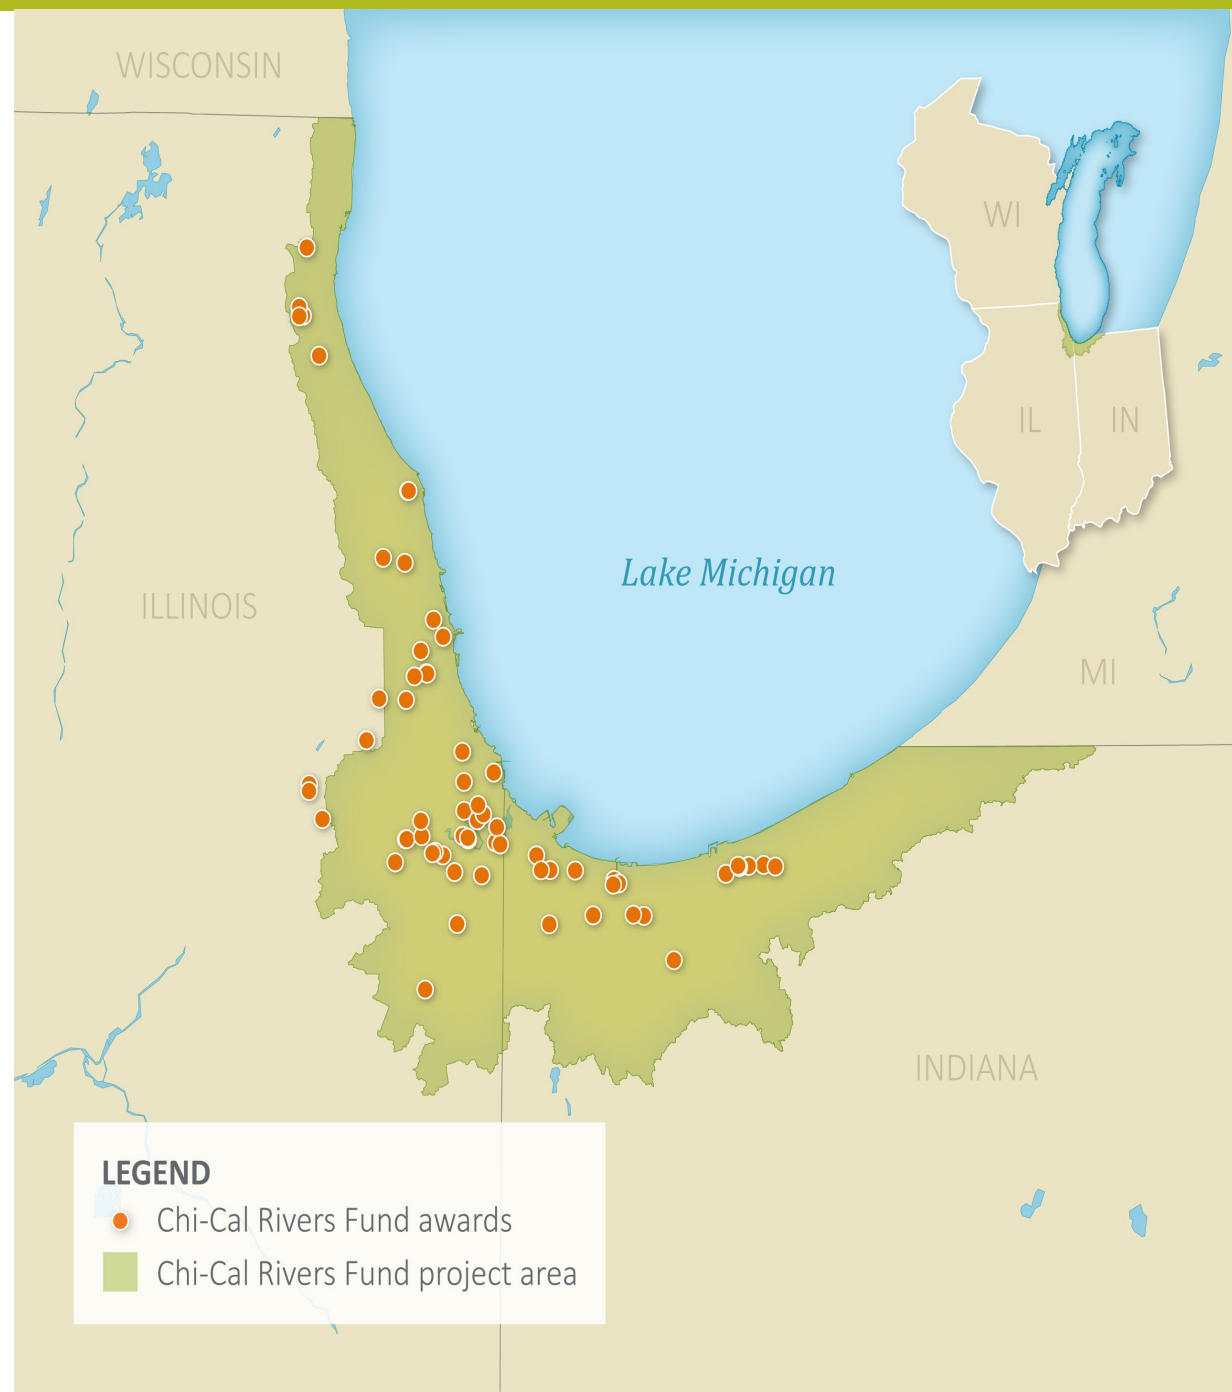 WISCONSIN
WI
IL
IN
Lake Michigan
ILLINOIS
MI
INDIANA
LEGEND
Chi-Cal Rivers Fund awards
Chi-Cal Rivers Fund project area